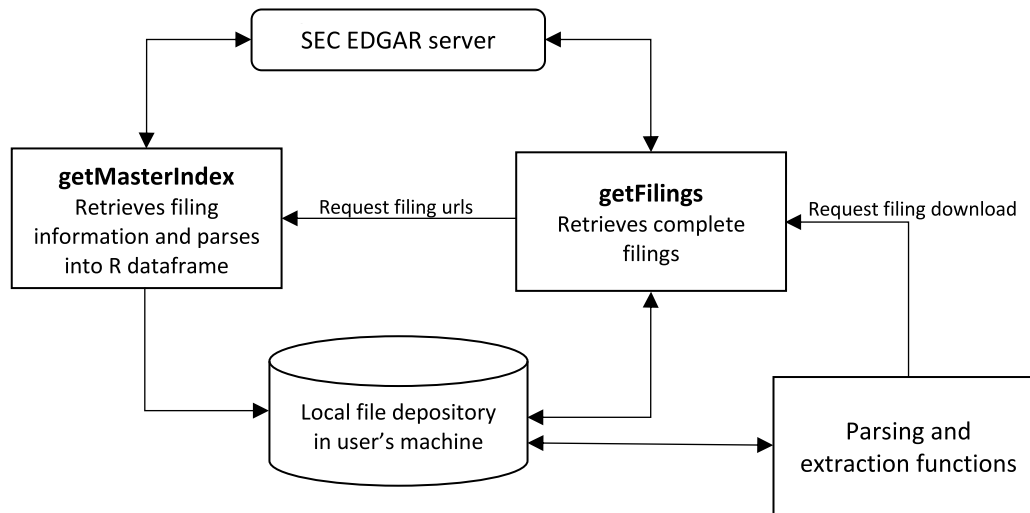 SEC EDGAR server
getMasterIndex
Retrieves filing
information and parses
into R dataframe
Request filing urls
getFilings
Retrieves complete
filings
Request filing download
Local file depository
in user’s machine
Parsing and
extraction functions